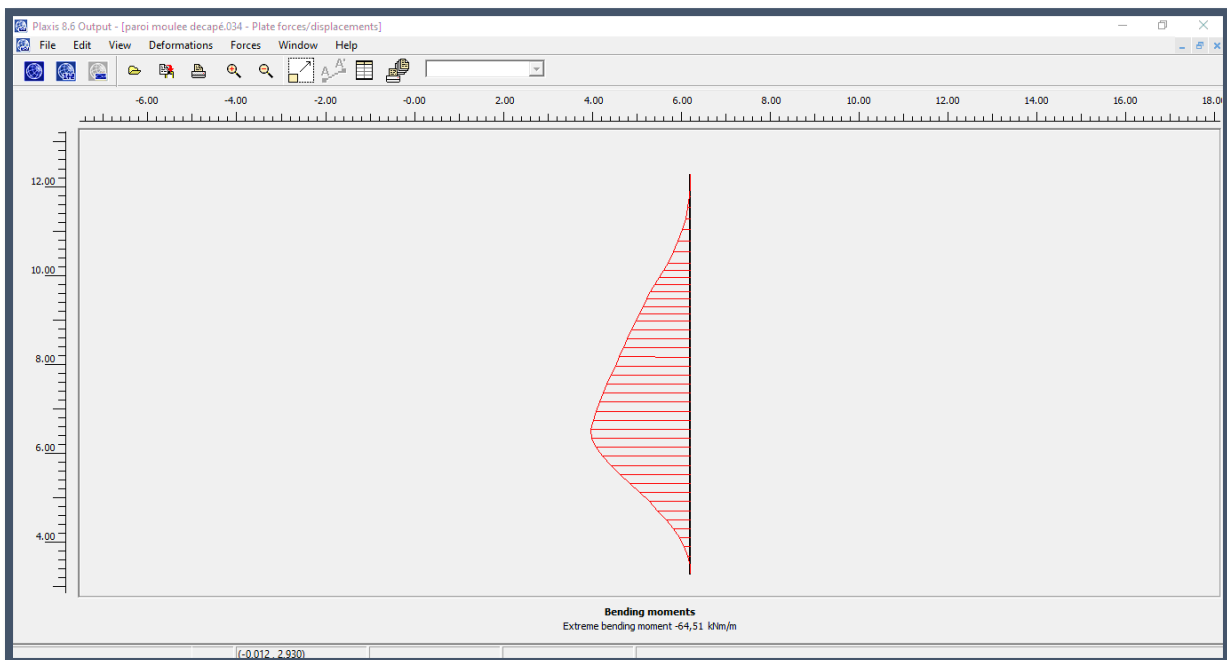 Plaxis 8.6 Output - [paroi moulee decapé.034 - Plate forces/displacements]
File Edit View Deformations Forces Window Help
A A'
-6.00 -4.00 -2.00 -0.00 2.00 4.00 6.00 8.00 10.00 12.00 14.00 16.00 18.0
12.00
10.00
8.00
6.00
4.00
Bending moments
Extreme bending moment -64,51 kNm/m
(-0.012 , 2.930)